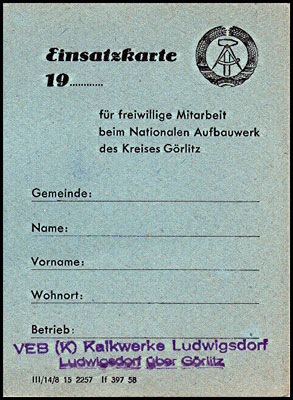 Einsatzkarte
19...........
für freiwillige Mitarbeit
beim Nationalen Aufbauwerk
des Kreises Görlitz
Gemeinde:
Name:
Vorname:
Wohnort:
Betrieb:
VEB (K) Kalkwerke Ludwigsdorf
Ludwigsdorf über Görlitz
III/14/8 15 2257 If 397 58